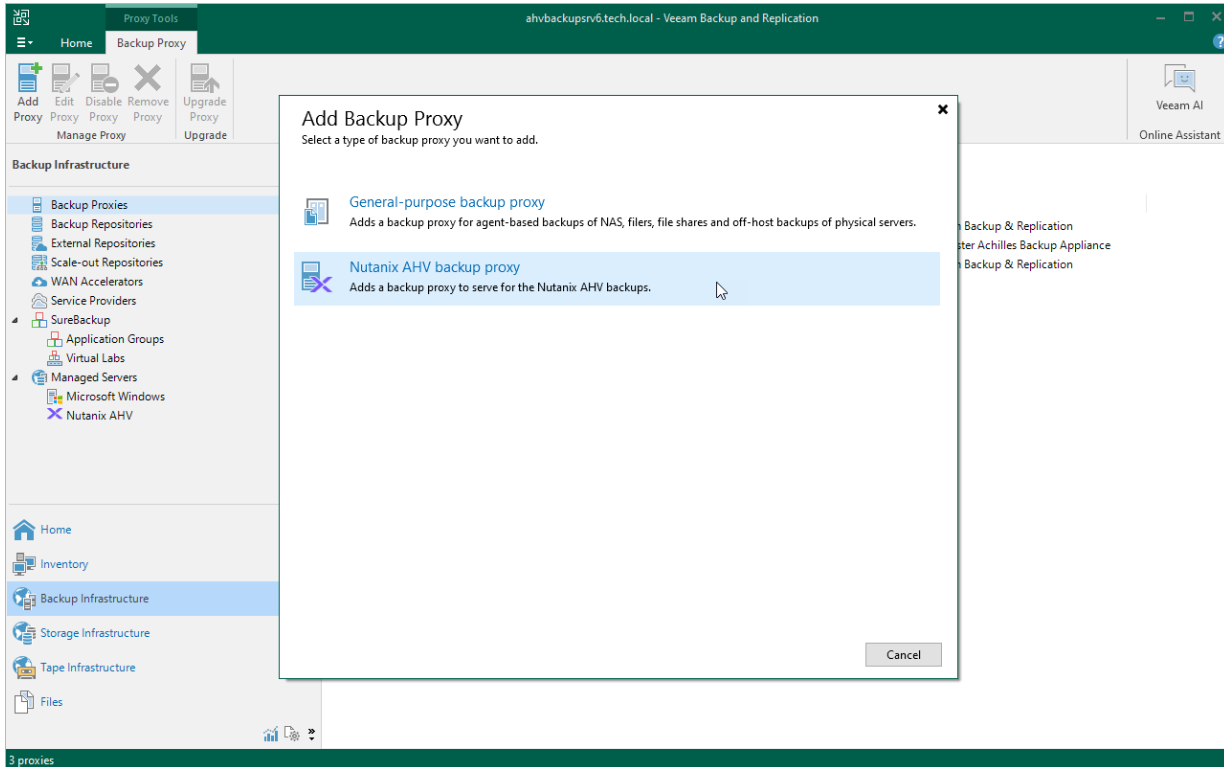 Proxy Tools
ahvbackupsrv6.tech.local - Veeam Backup and Replication
Home
Backup Proxy
?
Add Proxy
Edit Proxy
Disable Proxy
Remove Proxy
Upgrade Proxy
Manage Proxy
Upgrade
Veeam AI
Online Assistant
Backup Infrastructure
Backup Proxies
Backup Repositories
External Repositories
Scale-out Repositories
WAN Accelerators
Service Providers
SureBackup
Application Groups
Virtual Labs
Managed Servers
Microsoft Windows
Nutanix AHV
Home
Inventory
Backup Infrastructure
Storage Infrastructure
Tape Infrastructure
Files
Add Backup Proxy
Select a type of backup proxy you want to add.
General-purpose backup proxy
Adds a backup proxy for agent-based backups of NAS, filers, file shares and off-host backups of physical servers.
Nutanix AHV backup proxy
Adds a backup proxy to serve for the Nutanix AHV backups.
Cancel
Backup & Replication
Achilles Backup Appliance
Backup & Replication
3 proxies